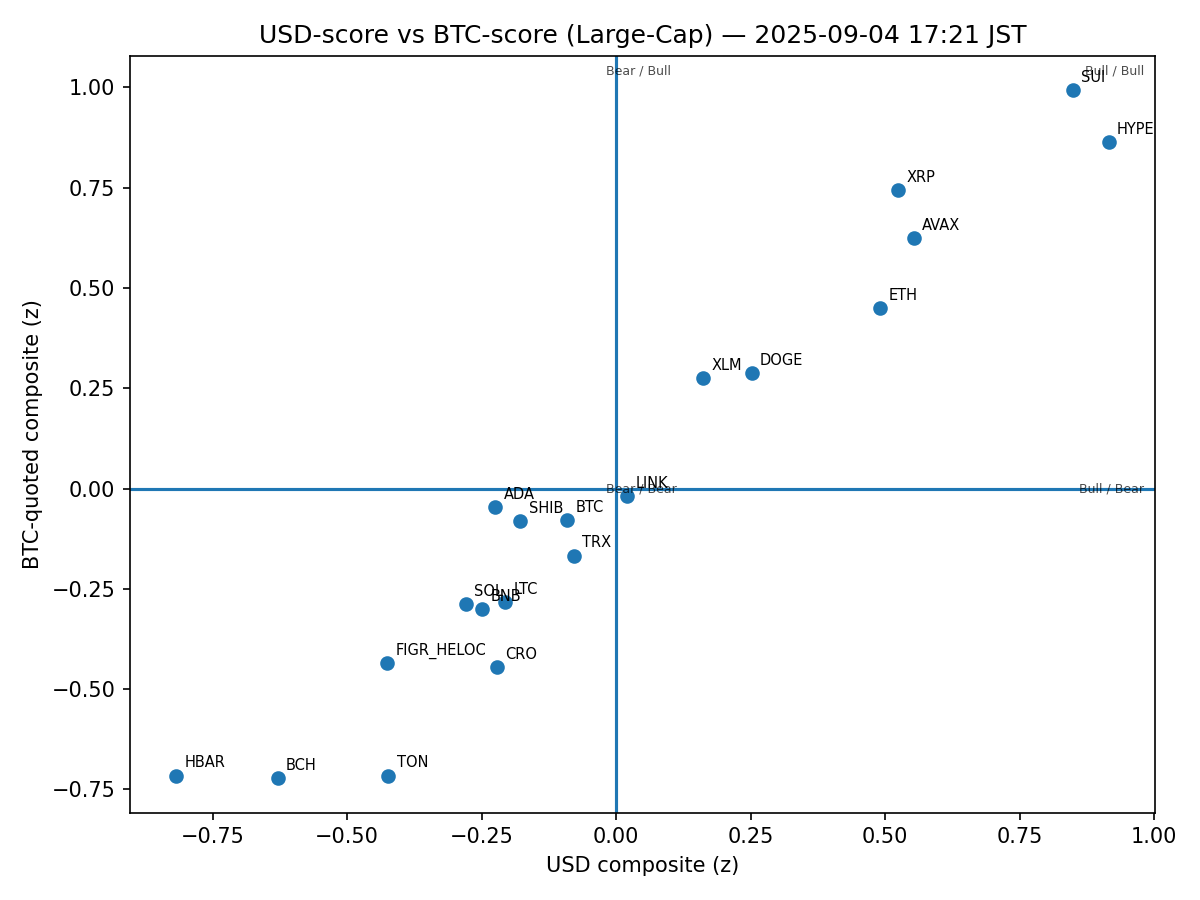 USD-score vs BTC-score (Large-Cap) — 2025-09-04 17:21 JST
Bear / Bull
Bull / Bull
SUI
HYPE
XRP
AVAX
ETH
XLM
DOGE
LINK
Bear / Bear
Bull / Bear
ADA
SHIB
BTC
TRX
SOL
BNB
LTC
FIGR_HELOC
CRO
HBAR
BCH
TON
1.00
0.75
0.50
0.25
0.00
−0.25
−0.50
−0.75
BTC-quoted composite (z)
−0.75
−0.50
−0.25
0.00
0.25
0.50
0.75
1.00
USD composite (z)